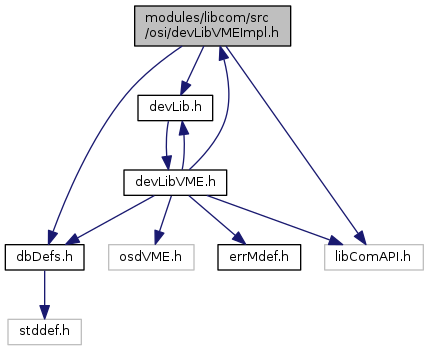 modules/libcom/src
/osi/devLibVMEImpl.h
devLib.h
devLibVME.h
dbDefs.h
osdVME.h
errMdef.h
libComAPI.h
stddef.h